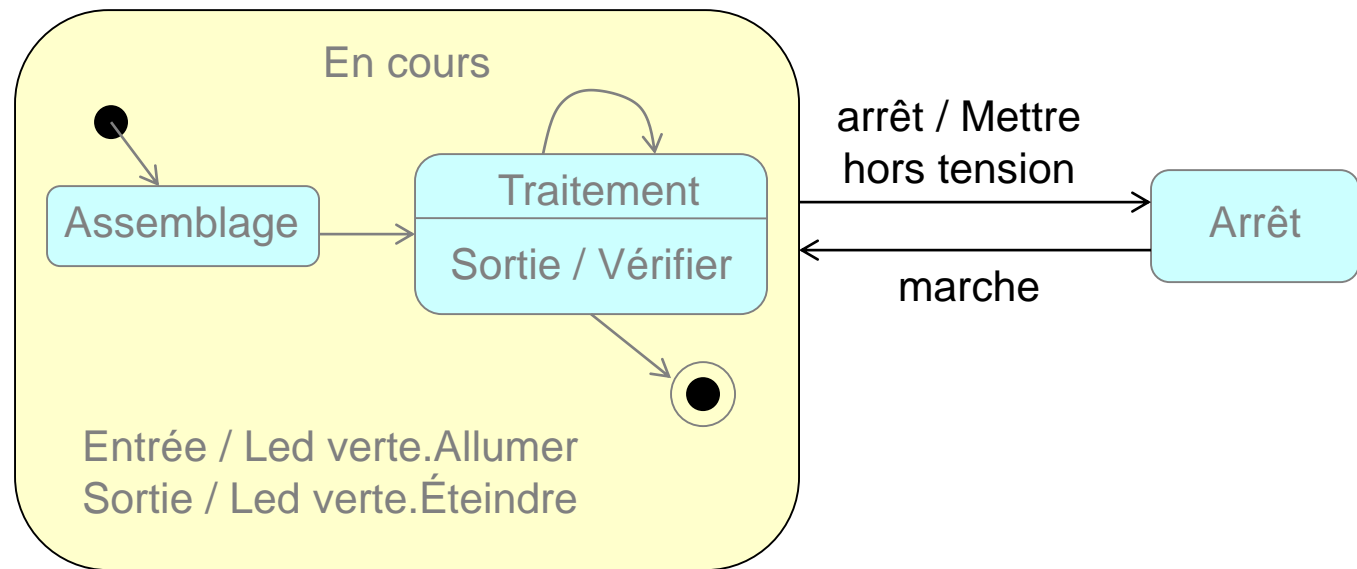 En cours
Assemblage
Traitement
Sortie / Vérifier
Entrée / Led verte.Allumer
Sortie / Led verte.Éteindre
arrêt / Mettre
hors tension
marche
Arrêt